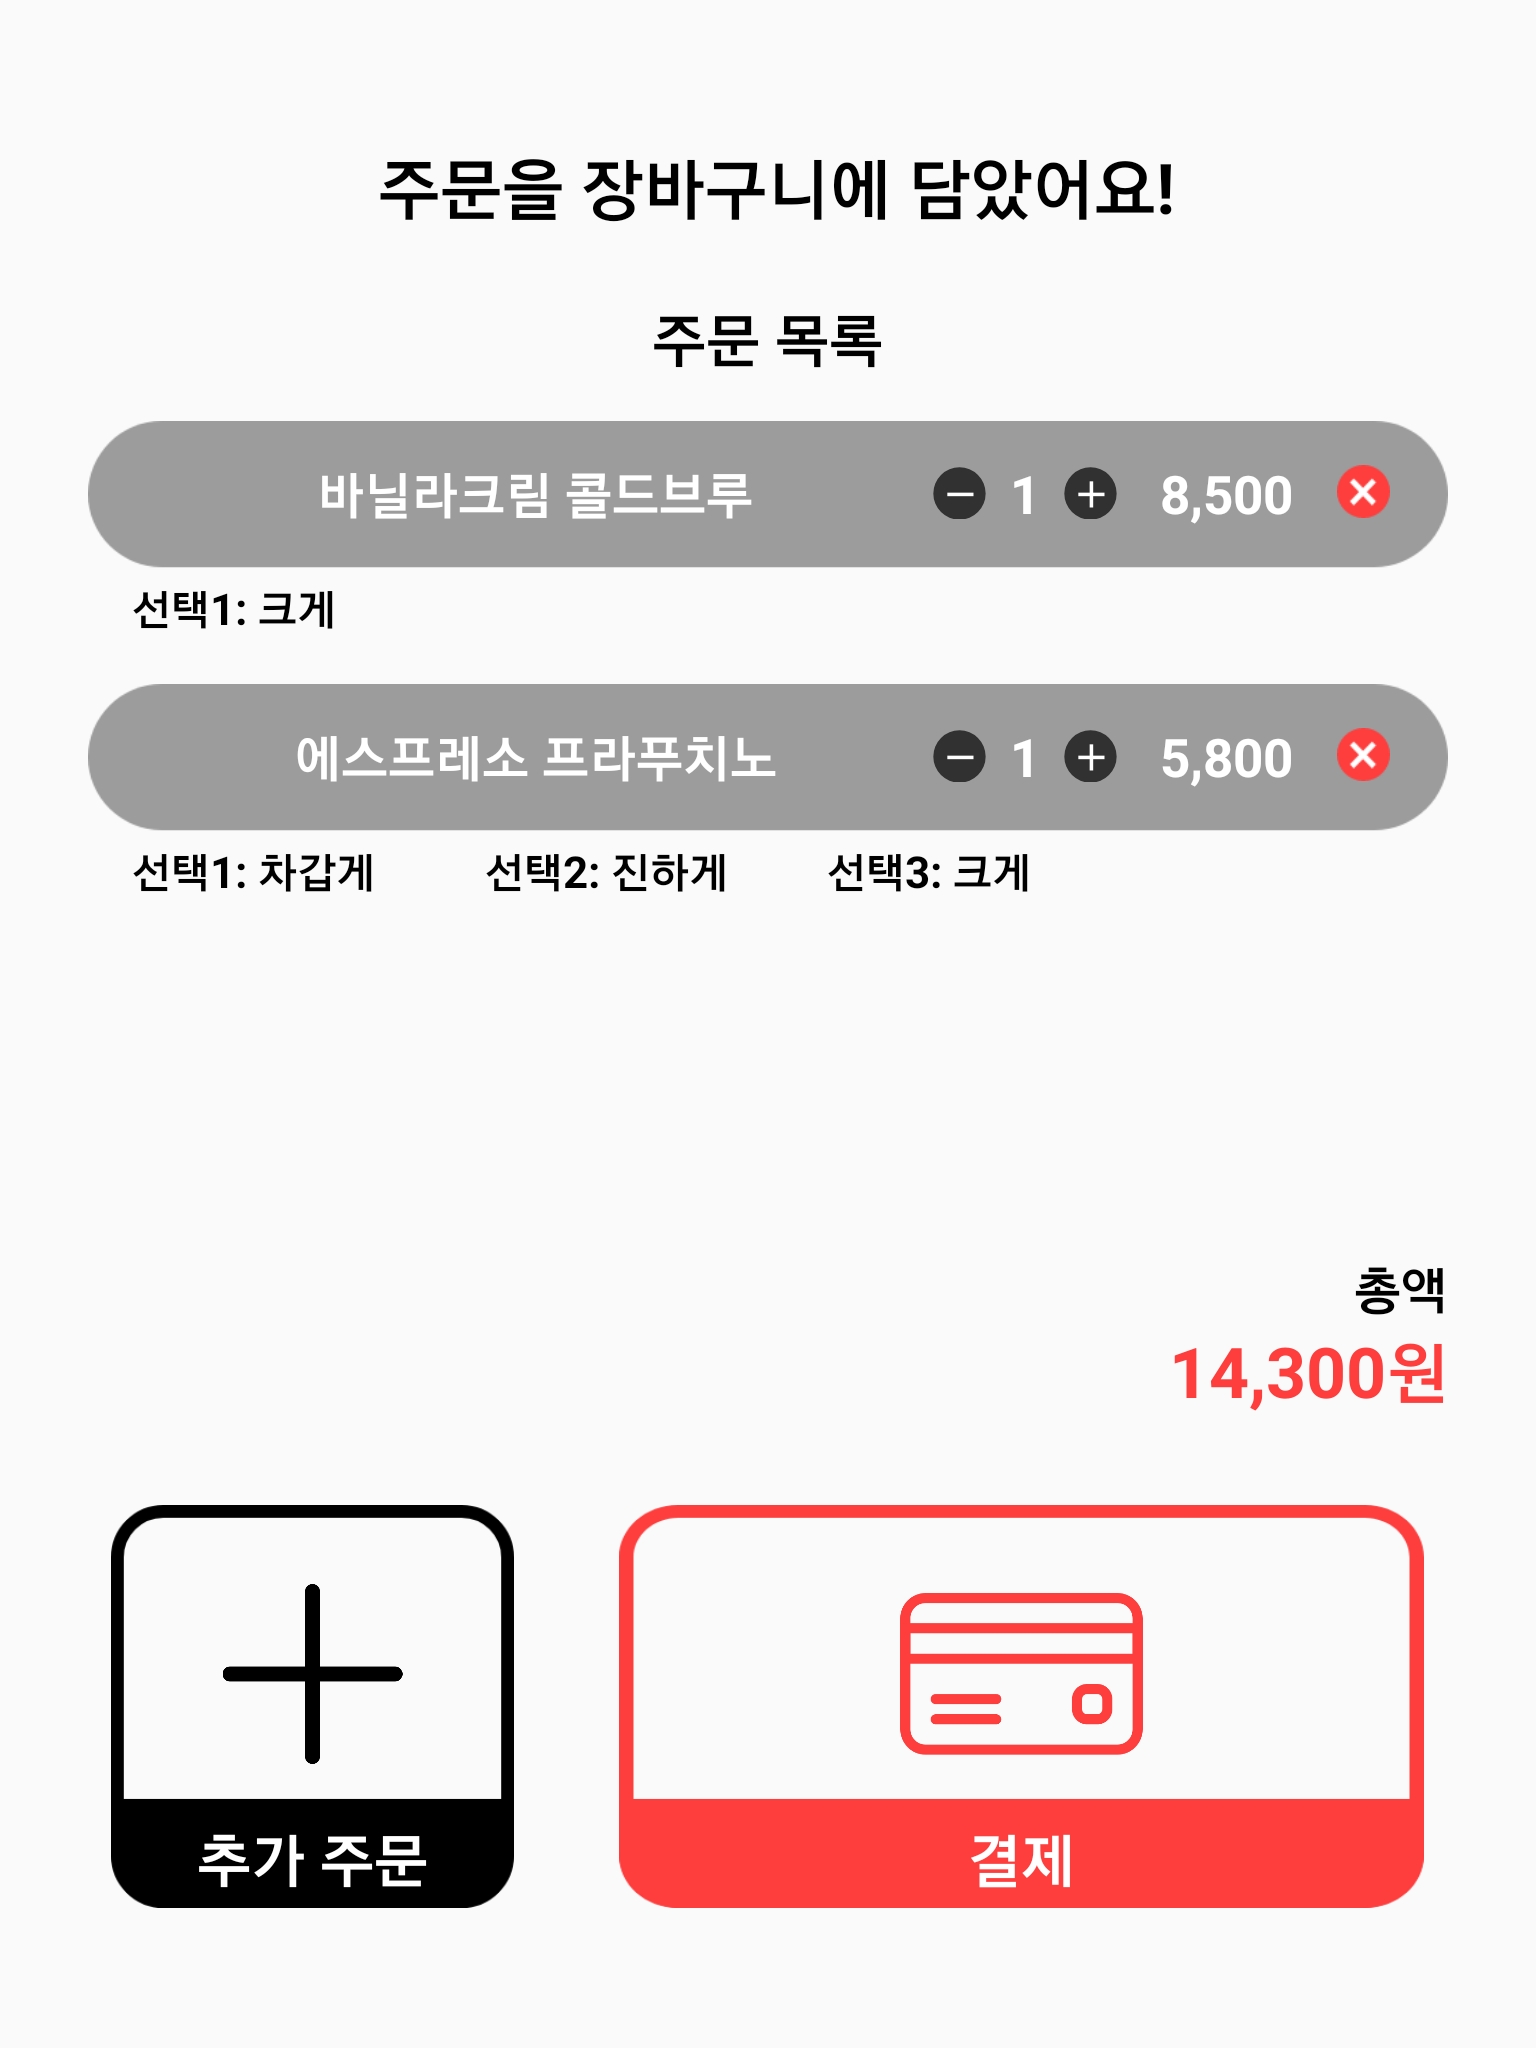 주문을 장바구니에 담았어요!
주문 목록
바닐라크림 콜드브루 1 8,500
선택1: 크게
에스프레소 프라푸치노 1 5,800
선택1: 차갑게 선택2: 진하게 선택3: 크게
총액
14,300원
추가 주문
결제